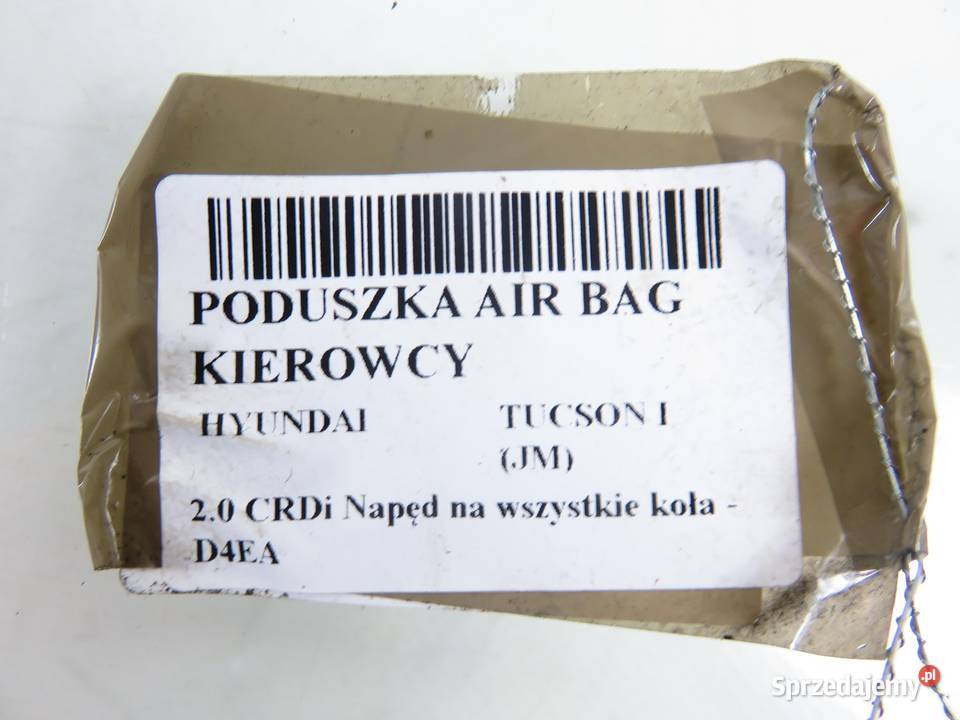 PODUSZKA AIR BAG
KIEROWCY
HYUNDAI TUCSON I
(JM)
2.0 CRDi Napęd na wszystkie koła -
D4EA
Sprzedajemy.pl